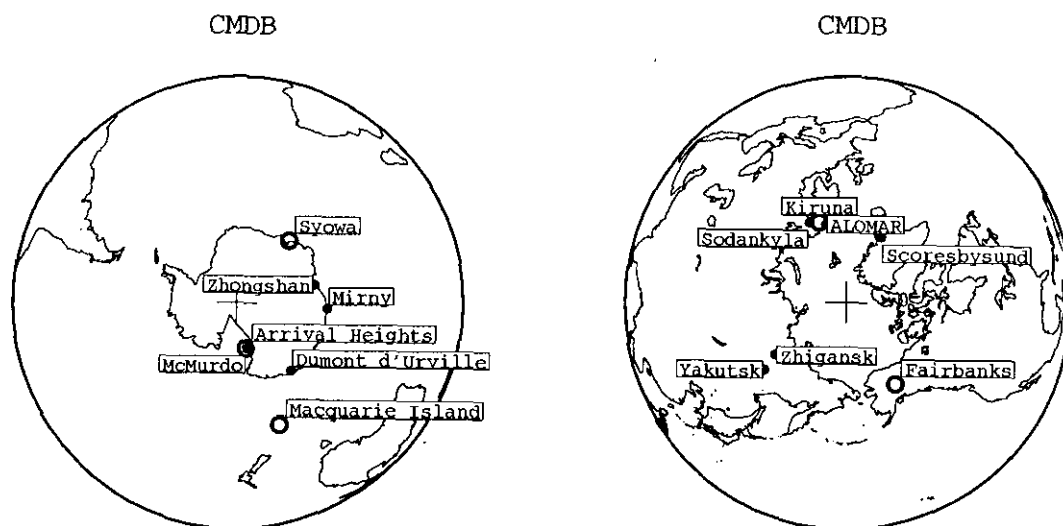 CMDB
Syowa
Zhongshan
Mirny
Arrival Heights
McMurdo
Dumont d'Urville
Macquarie Island
CMDB
Kiruna
ALOMAR
Sodankyla
Scoresbysund
Zhigansk
Yakutsk
Fairbanks